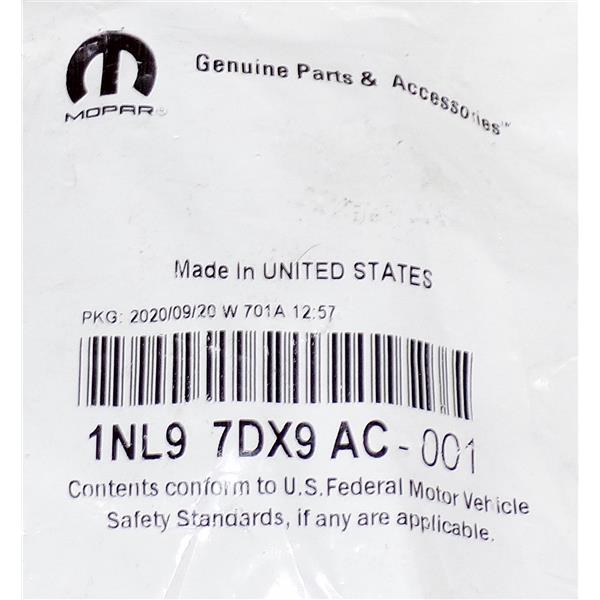 Genuine Parts & Accessories™
MOPAR®
Made In UNITED STATES
PKG: 2020/09/20 W 701A 12:57
1NL9 7DX9 AC - 001
Contents conform to U.S. Federal Motor Vehicle
Safety Standards, if any are applicable.